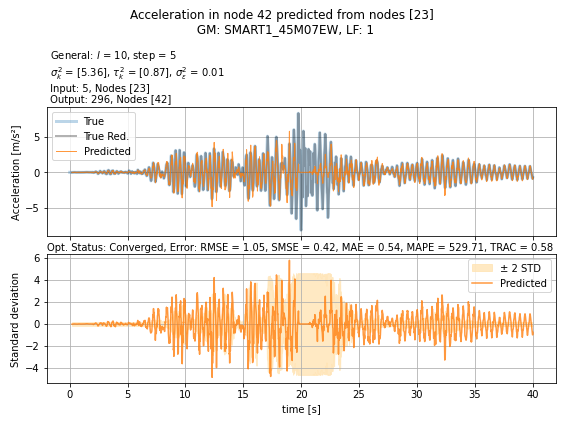 Acceleration in node 42 predicted from nodes [23]
GM: SMART1_45M07EW, LF: 1
General: l = 10, step = 5
σ²ₖ = [5.36], τ²ₖ = [0.87], σ²ε = 0.01
Input: 5, Nodes [23]
Output: 296, Nodes [42]
Acceleration [m/s²]
5
0
−5
True
True Red.
Predicted
Opt. Status: Converged, Error: RMSE = 1.05, SMSE = 0.42, MAE = 0.54, MAPE = 529.71, TRAC = 0.58
Standard deviation
6
4
2
0
−2
−4
± 2 STD
Predicted
0 5 10 15 20 25 30 35 40
time [s]